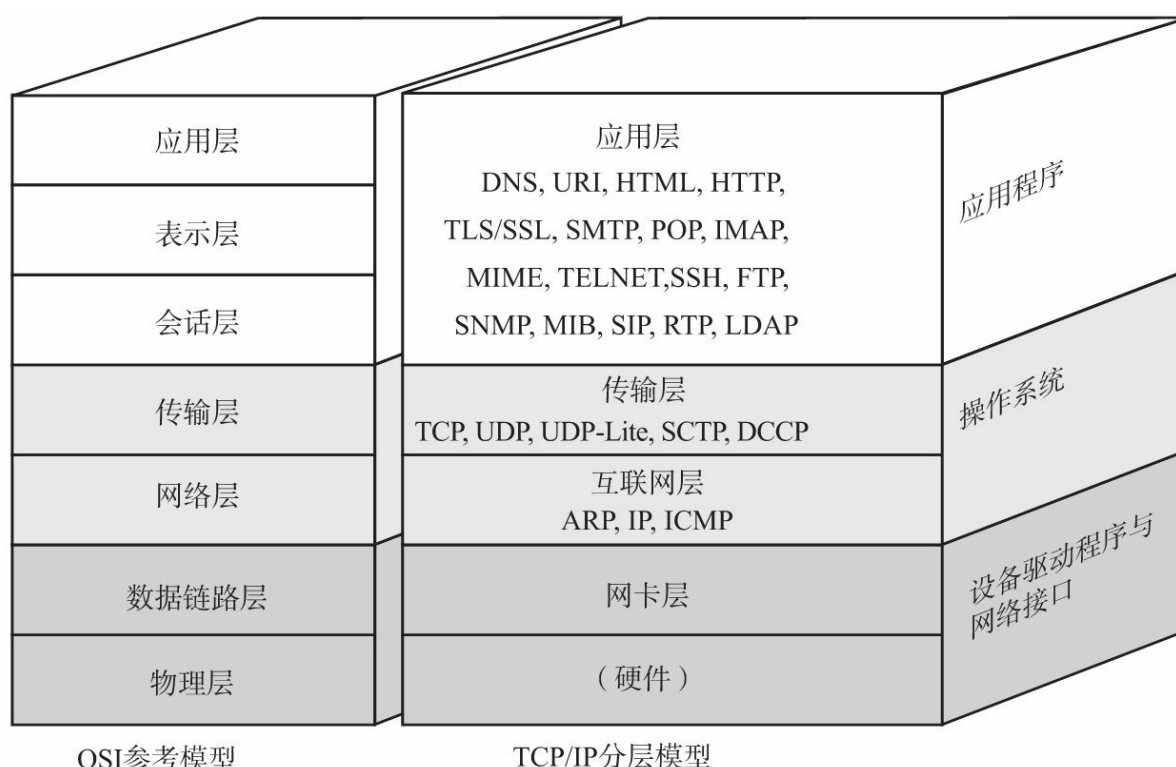 应用层
表示层
会话层
传输层
网络层
数据链路层
物理层
OSI参考模型
应用层
DNS, URI, HTML, HTTP,
TLS/SSL, SMTP, POP, IMAP,
MIME, TELNET,SSH, FTP,
SNMP, MIB, SIP, RTP, LDAP
传输层
TCP, UDP, UDP-Lite, SCTP, DCCP
互联网层
ARP, IP, ICMP
网卡层
（硬件）
TCP/IP分层模型
应用程序
操作系统
设备驱动程序与
网络接口